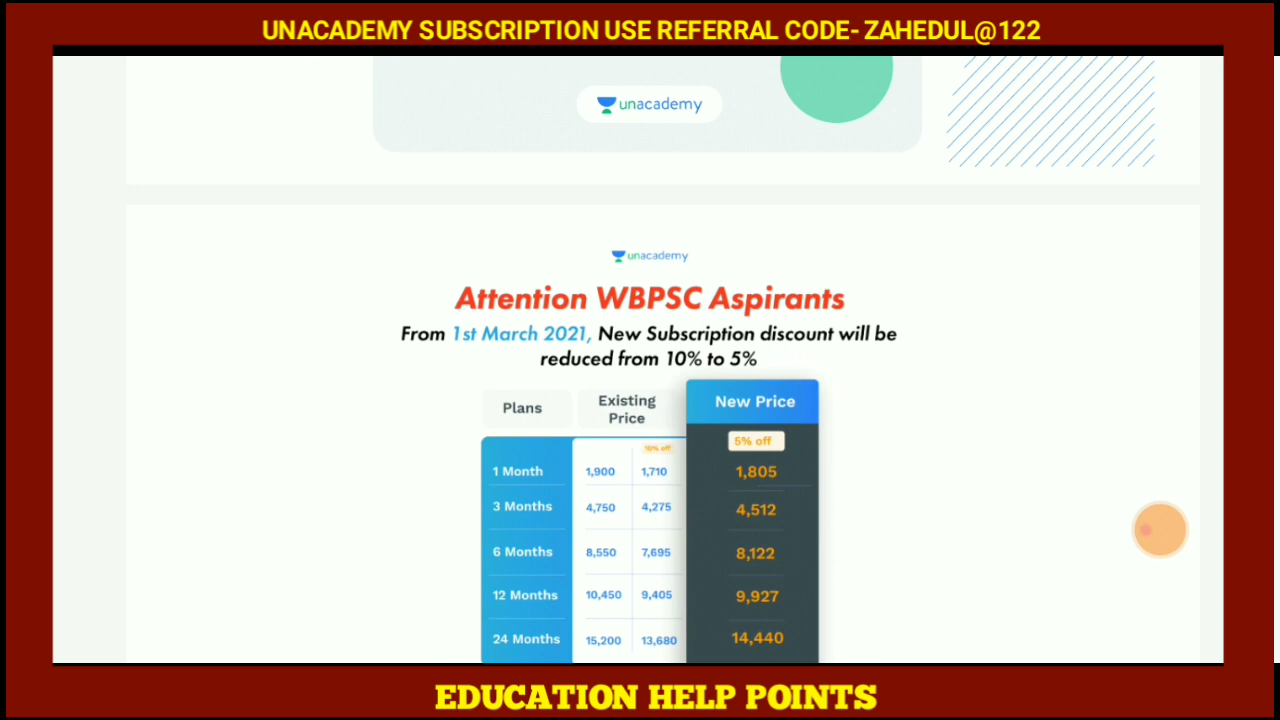 UNACADEMY SUBSCRIPTION USE REFERRAL CODE- ZAHEDUL@122
unacademy
unacademy
Attention WBPSC Aspirants
From 1st March 2021, New Subscription discount will be
reduced from 10% to 5%
Plans Existing Price New Price
10% off 5% off
1 Month 1,900 1,710 1,805
3 Months 4,750 4,275 4,512
6 Months 8,550 7,695 8,122
12 Months 10,450 9,405 9,927
24 Months 15,200 13,680 14,440
EDUCATION HELP POINTS